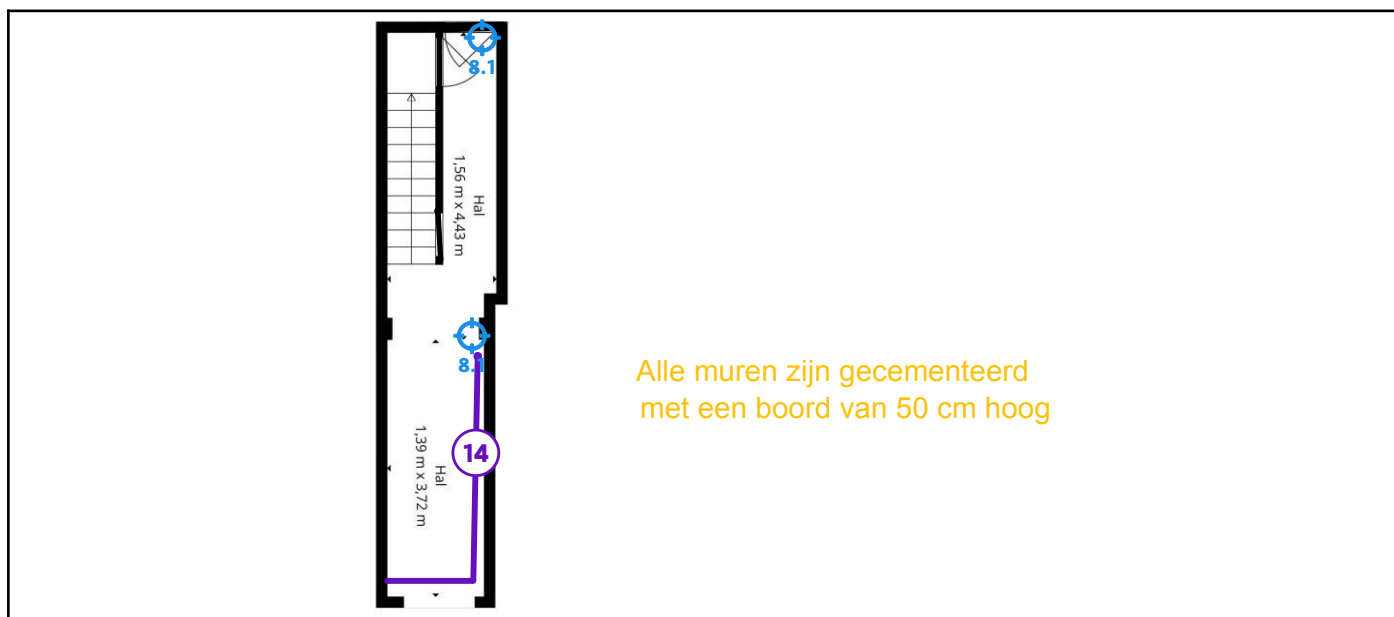 8.1
Hal
1,56 m x 4,43 m
8.1
14
Hal
1,39 m x 3,72 m
Alle muren zijn gecementeerd
met een boord van 50 cm hoog